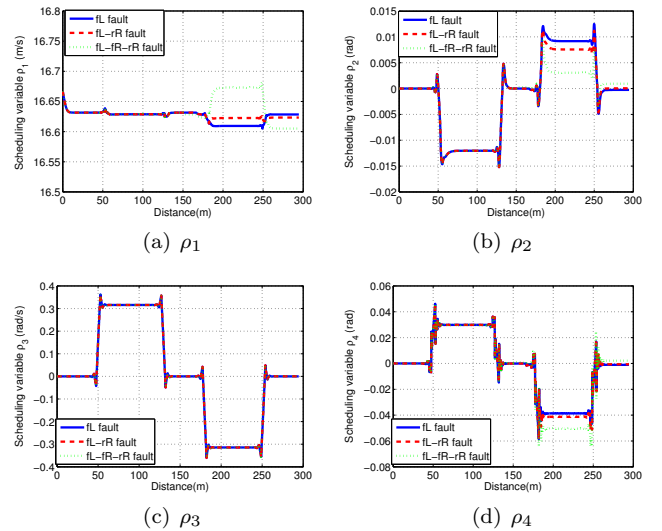 16.8
16.75
16.7
16.65
16.6
16.55
16.5
Scheduling variable ρ1 (m/s)
fL fault
fL−rR fault
fL−fR−rR fault
0 50 100 150 200 250 300
Distance(m)
(a) ρ1
0.015
0.01
0.005
0
−0.005
−0.01
−0.015
−0.02
Scheduling variable ρ2 (rad)
fL fault
fL−rR fault
fL−fR−rR fault
0 50 100 150 200 250 300
Distance(m)
(b) ρ2
0.4
0.3
0.2
0.1
0
−0.1
−0.2
−0.3
−0.4
Scheduling variable ρ3 (rad/s)
fL fault
fL−rR fault
fL−fR−rR fault
0 50 100 150 200 250 300
Distance(m)
(c) ρ3
0.06
0.04
0.02
0
−0.02
−0.04
−0.06
−0.08
Scheduling variable ρ4 (rad)
fL fault
fL−rR fault
fL−fR−rR fault
0 50 100 150 200 250 300
Distance(m)
(d) ρ4